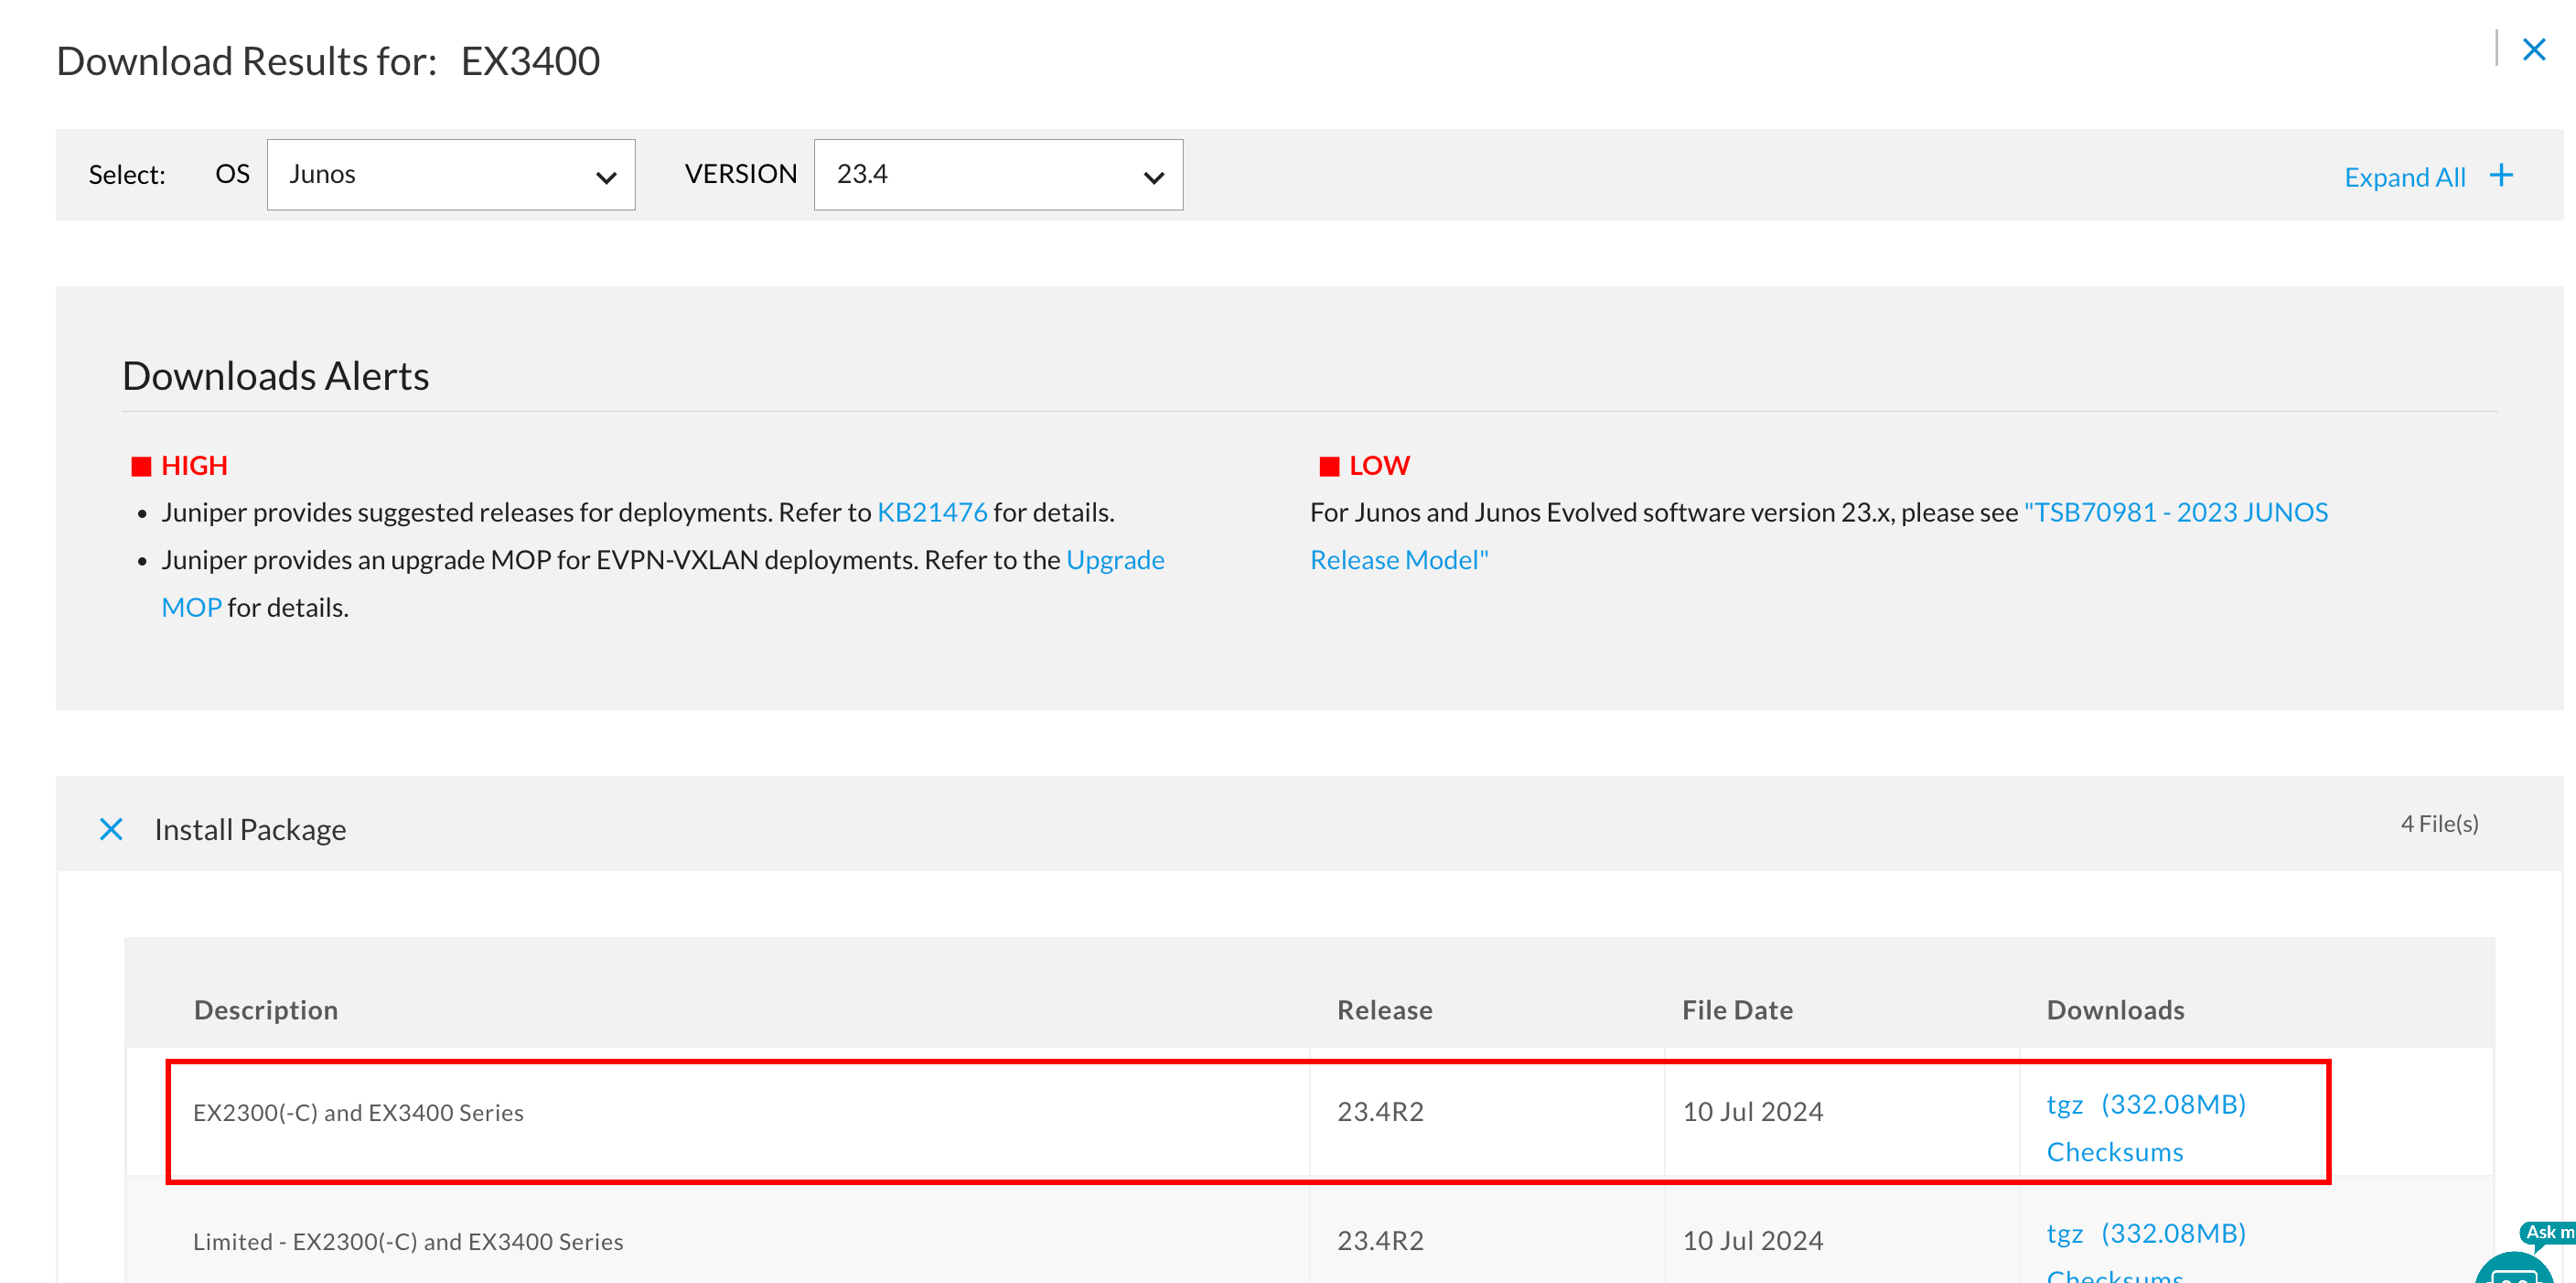 Download Results for: EX3400
Select: OS Junos VERSION 23.4 Expand All +
Downloads Alerts
HIGH
Juniper provides suggested releases for deployments. Refer to KB21476 for details.
Juniper provides an upgrade MOP for EVPN-VXLAN deployments. Refer to the Upgrade
MOP for details.
LOW
For Junos and Junos Evolved software version 23.x, please see "TSB70981 - 2023 JUNOS
Release Model"
Install Package 4 File(s)
Description Release File Date Downloads
EX2300(-C) and EX3400 Series 23.4R2 10 Jul 2024 tgz (332.08MB)
Checksums
Limited - EX2300(-C) and EX3400 Series 23.4R2 10 Jul 2024 tgz (332.08MB)
Checksums
Ask m